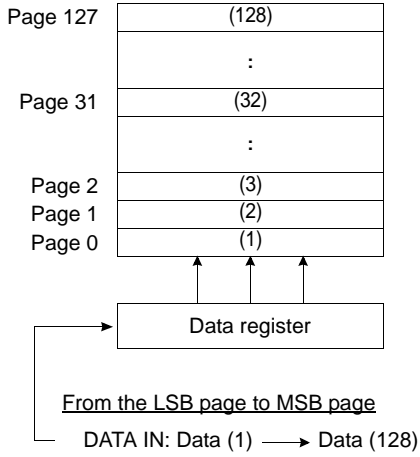 Page 127 (128)
:
Page 31 (32)
:
Page 2 (3)
Page 1 (2)
Page 0 (1)
Data register
From the LSB page to MSB page
DATA IN: Data (1) Data (128)